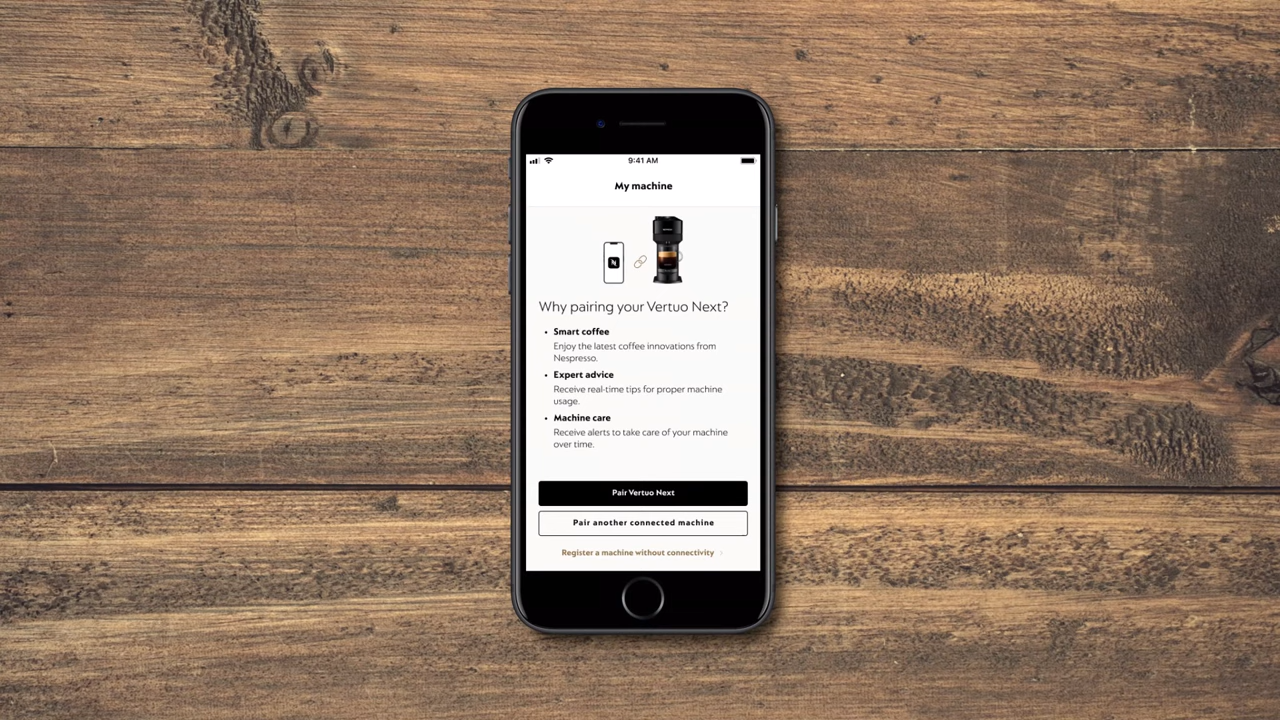 9:41 AM
My machine
N
Why pairing your Vertuo Next?
• Smart coffee
Enjoy the latest coffee innovations from
Nespresso.
• Expert advice
Receive real-time tips for proper machine
usage.
• Machine care
Receive alerts to take care of your machine
over time.
Pair Vertuo Next
Pair another connected machine
Register a machine without connectivity